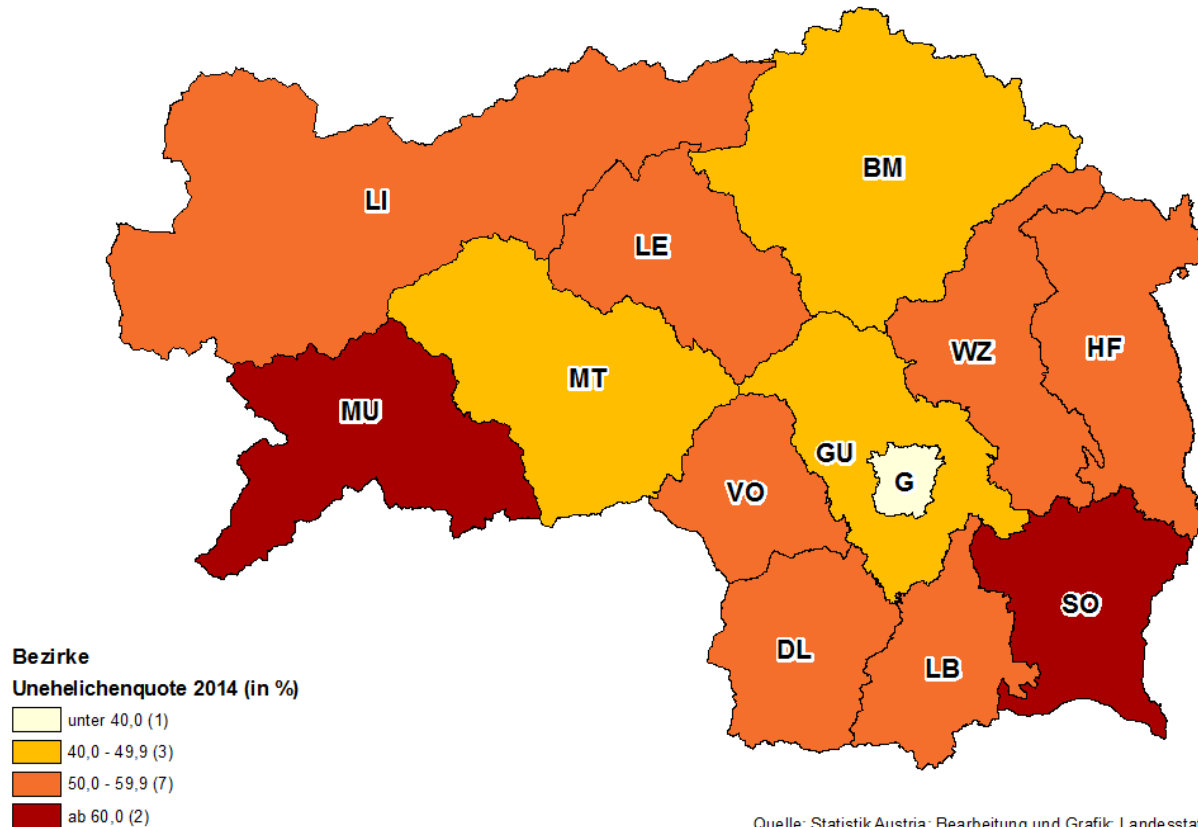 BM
LI
LE
WZ
HF
MT
MU
GU
G
VO
SO
DL
LB
Bezirke
Unehelichenquote 2014 (in %)
unter 40,0 (1)
40,0 - 49,9 (3)
50,0 - 59,9 (7)
ab 60,0 (2)
Quelle: Statistik Austria; Bearbeitung und Grafik: